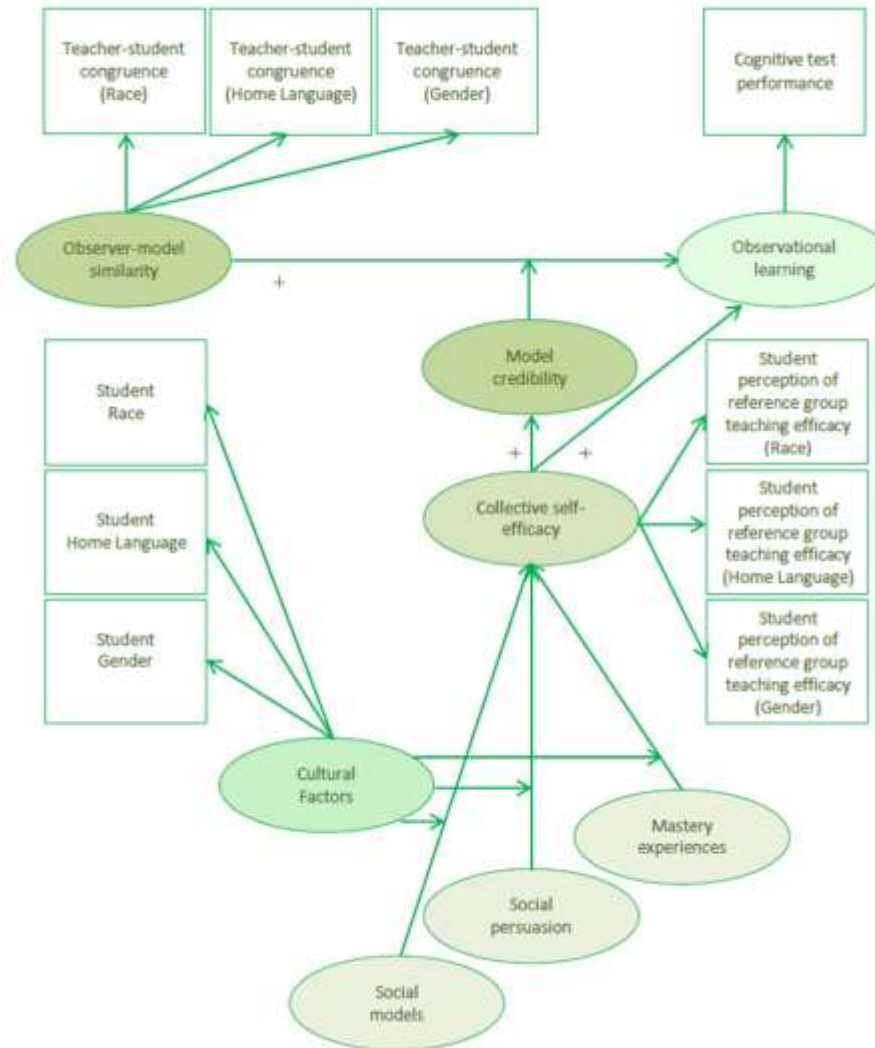 Teacher-student
congruence
(Race)
Teacher-student
congruence
(Home Language)
Teacher-student
congruence
(Gender)
Cognitive test
performance
Observer-model
similarity
Observational
learning
+
Model
credibility
Student
Race
Student
perception of
reference group
teaching efficacy
(Race)
+
+
Collective self-
efficacy
Student
Home Language
Student
perception of
reference group
teaching efficacy
(Home Language)
Student
Gender
Student
perception of
reference group
teaching efficacy
(Gender)
Cultural
Factors
Mastery
experiences
Social
persuasion
Social
models